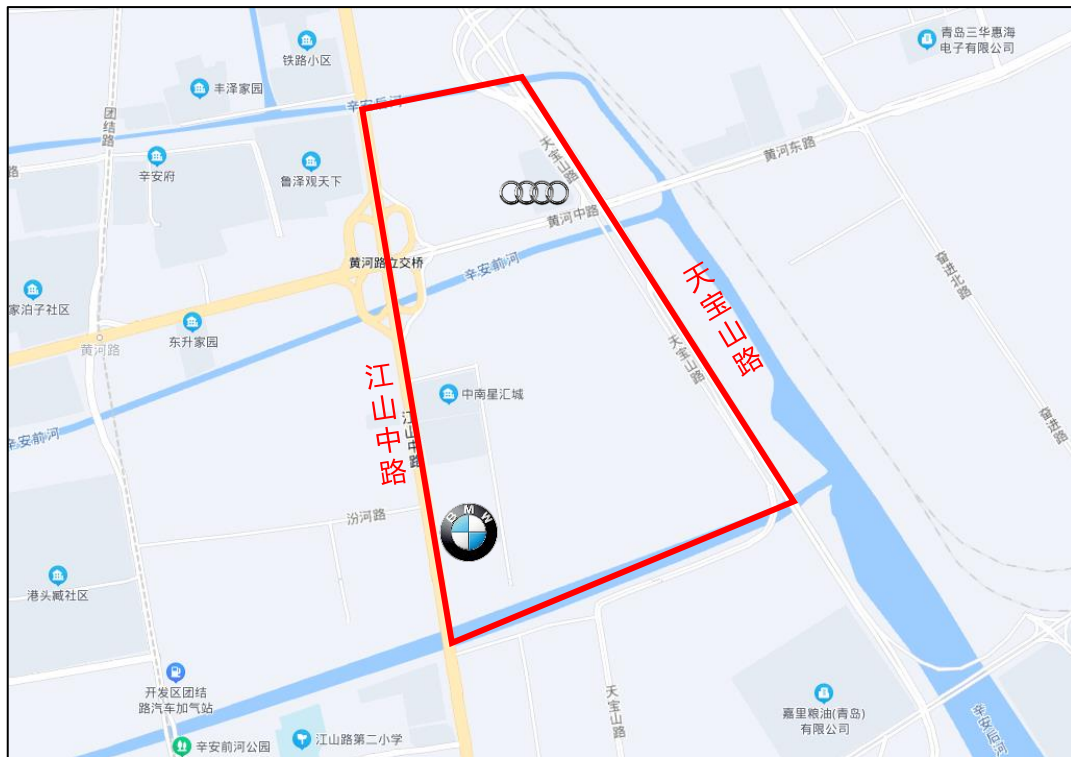 青岛三华惠海
电子有限公司
铁路小区
丰泽家园
辛安后河
团结路
天宝山路
黄河东路
路
辛安府
鲁泽观天下
黄河中路
黄河路立交桥
辛安前河
奋进北路
家泊子社区
天宝山路
东升家园
黄河路
天宝山路
江山中路
中南星汇城
江山中路
奋进路
辛安前河
汾河路
BMW
港头臧社区
开发区团结
路汽车加气站
天宝山路
嘉里粮油(青岛)
有限公司
辛安后河
辛安前河公园
江山路第二小学